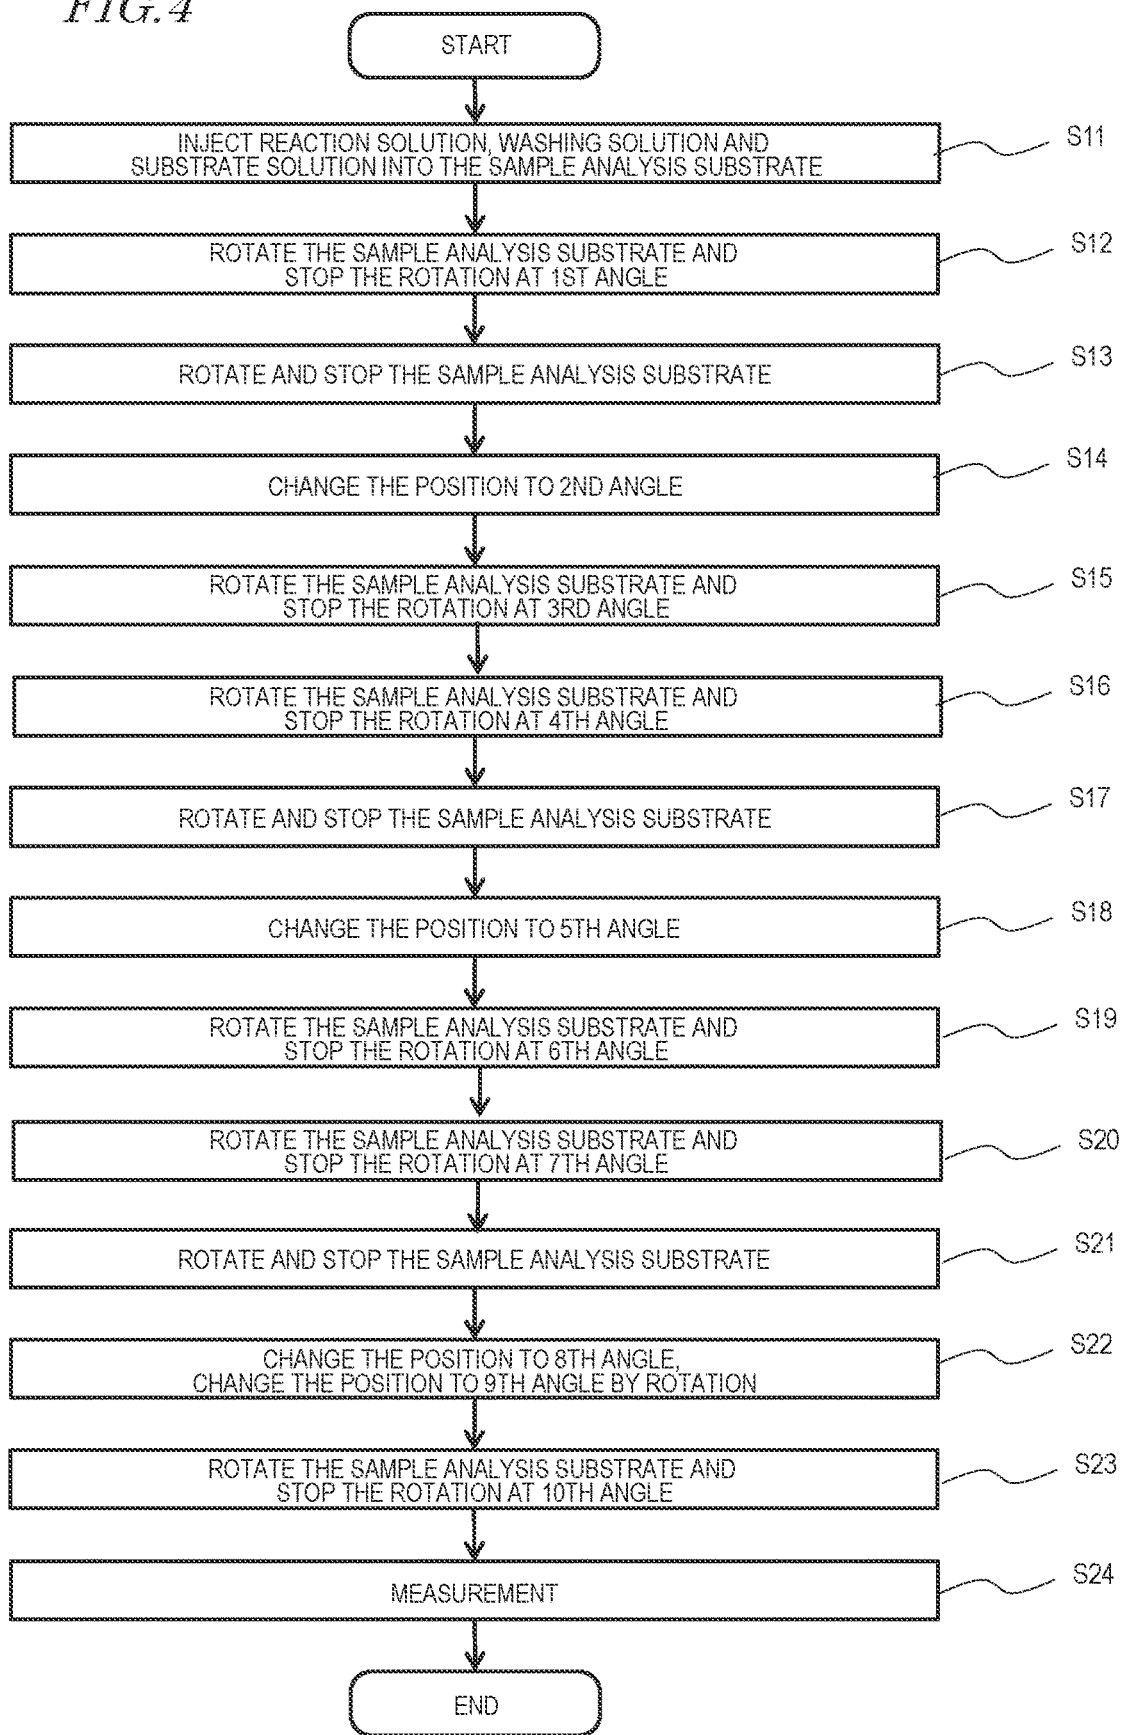 FIG.4
START
INJECT REACTION SOLUTION, WASHING SOLUTION AND
SUBSTRATE SOLUTION INTO THE SAMPLE ANALYSIS SUBSTRATE
S11
ROTATE THE SAMPLE ANALYSIS SUBSTRATE AND
STOP THE ROTATION AT 1ST ANGLE
S12
ROTATE AND STOP THE SAMPLE ANALYSIS SUBSTRATE
S13
CHANGE THE POSITION TO 2ND ANGLE
S14
ROTATE THE SAMPLE ANALYSIS SUBSTRATE AND
STOP THE ROTATION AT 3RD ANGLE
S15
ROTATE THE SAMPLE ANALYSIS SUBSTRATE AND
STOP THE ROTATION AT 4TH ANGLE
S16
ROTATE AND STOP THE SAMPLE ANALYSIS SUBSTRATE
S17
CHANGE THE POSITION TO 5TH ANGLE
S18
ROTATE THE SAMPLE ANALYSIS SUBSTRATE AND
STOP THE ROTATION AT 6TH ANGLE
S19
ROTATE THE SAMPLE ANALYSIS SUBSTRATE AND
STOP THE ROTATION AT 7TH ANGLE
S20
ROTATE AND STOP THE SAMPLE ANALYSIS SUBSTRATE
S21
CHANGE THE POSITION TO 8TH ANGLE,
CHANGE THE POSITION TO 9TH ANGLE BY ROTATION
S22
ROTATE THE SAMPLE ANALYSIS SUBSTRATE AND
STOP THE ROTATION AT 10TH ANGLE
S23
MEASUREMENT
S24
END